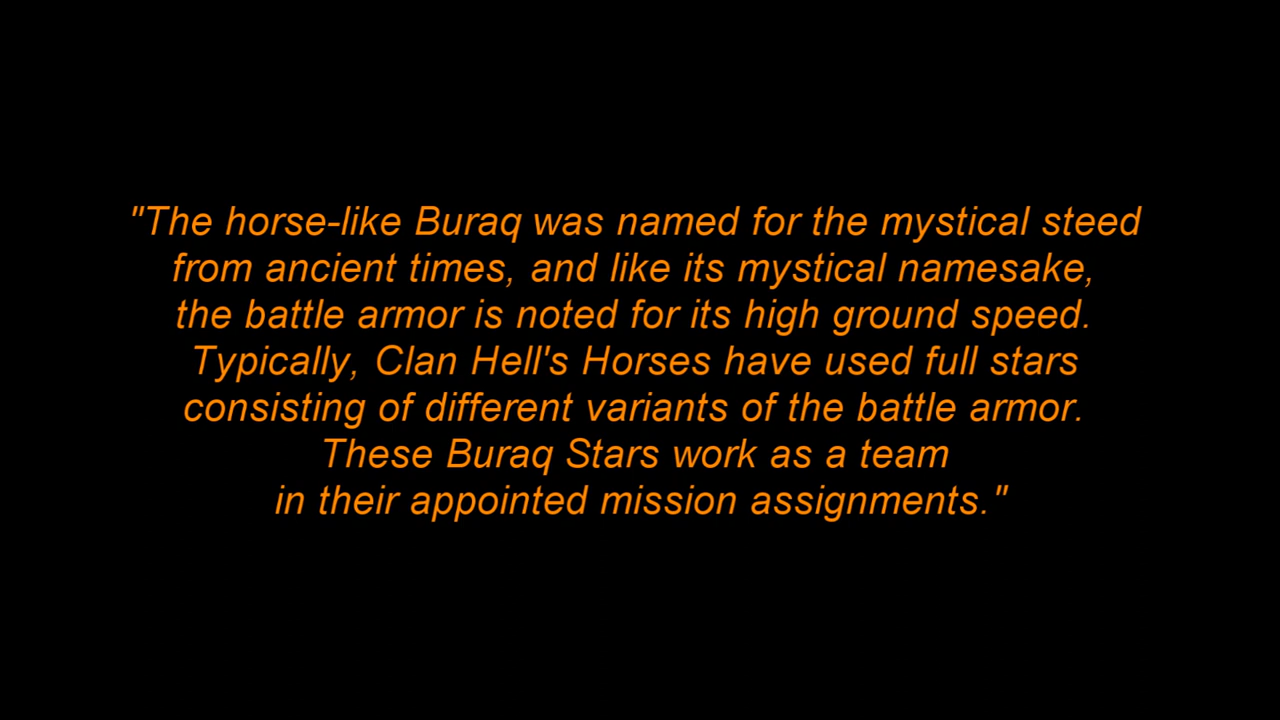 "The horse-like Buraq was named for the mystical steed
from ancient times, and like its mystical namesake,
the battle armor is noted for its high ground speed.
Typically, Clan Hell's Horses have used full stars
consisting of different variants of the battle armor.
These Buraq Stars work as a team
in their appointed mission assignments."